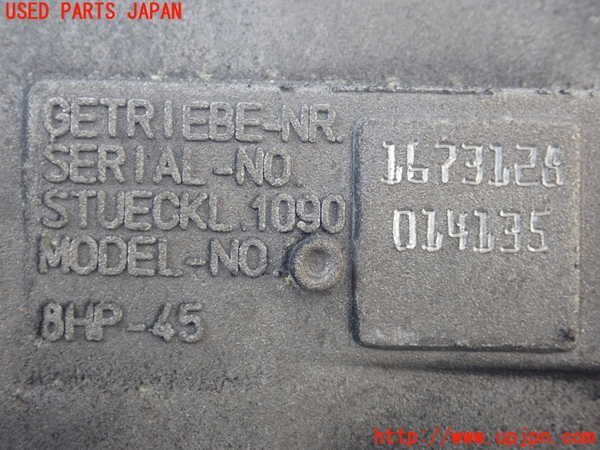 USED PARTS JAPAN
GETRIEBE-NR.
SERIAL-NO.
STUECKL.1090
MODEL-NO.
8HP-45
1673128
014135
http://www.upjpn.com/